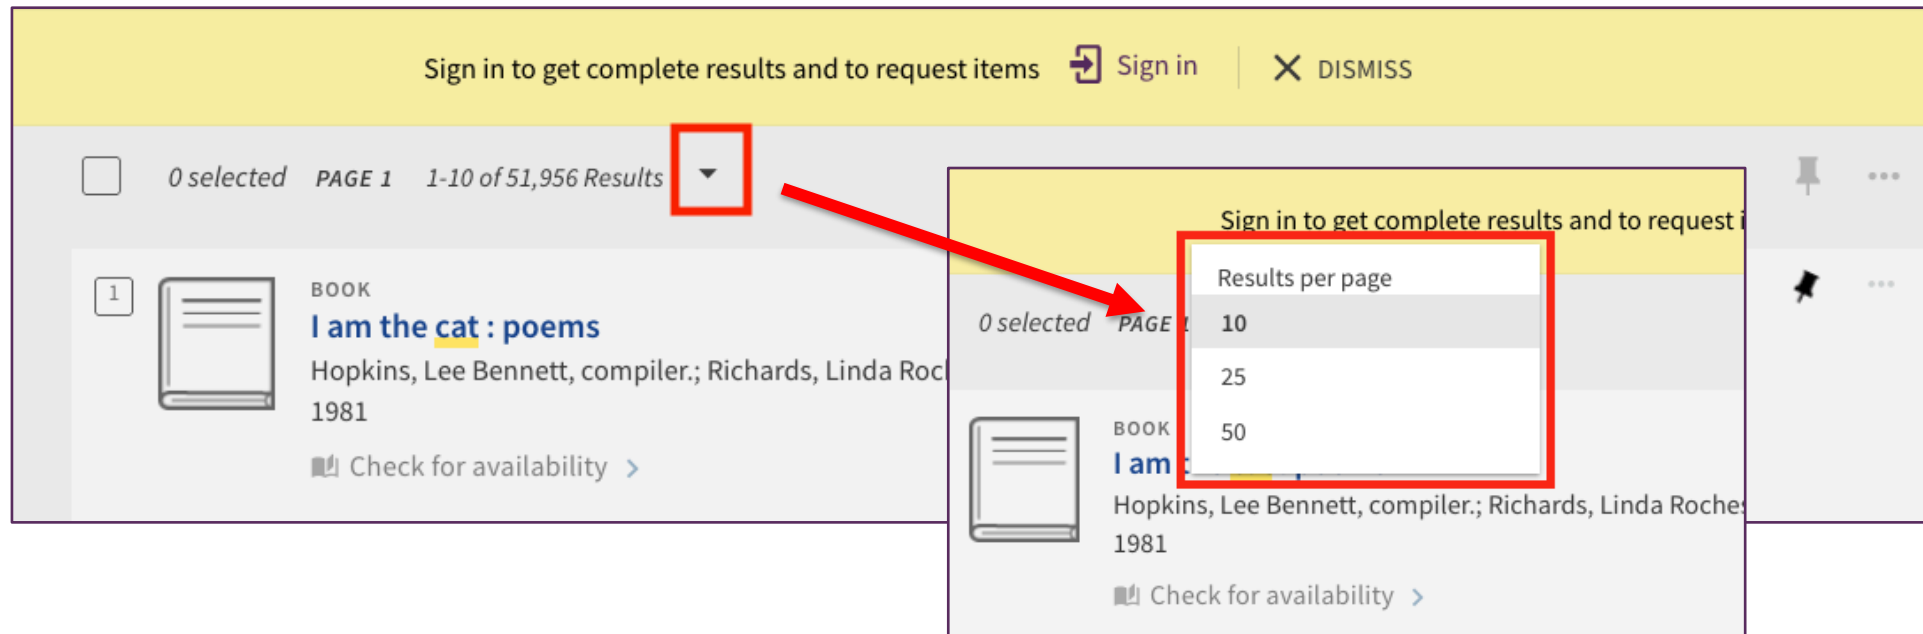 Sign in to get complete results and to request items Sign in DISMISS
0 selected PAGE 1 1-10 of 51,956 Results
1
BOOK
I am the cat : poems
Hopkins, Lee Bennett, compiler.; Richards, Linda
1981
Check for availability >
Sign in to get complete results and to request
Results per page
0 selected PAGE 1 10
25
50
BOOK
I am
Hopkins, Lee Bennett, compiler.; Richards, Linda
1981
Check for availability >